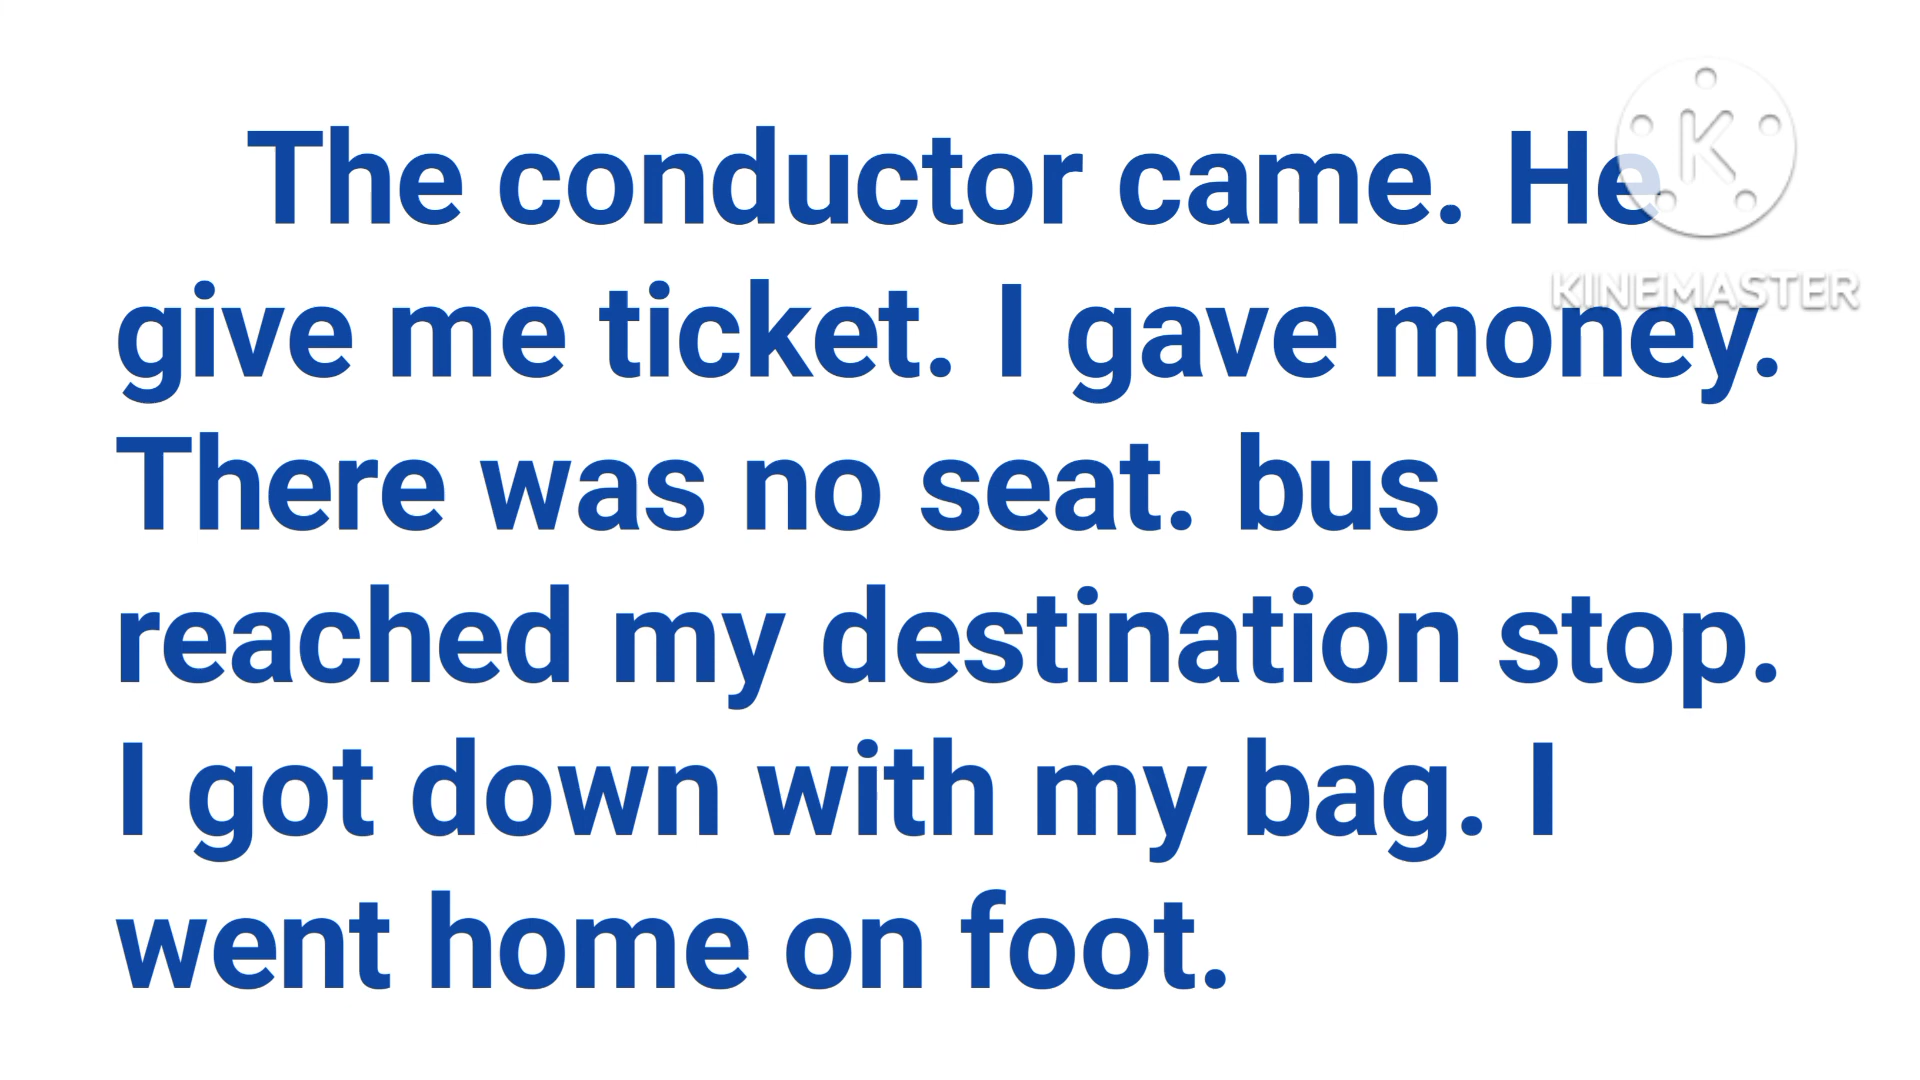 The conductor came. He
give me ticket. I gave money.
There was no seat. bus
reached my destination stop.
I got down with my bag. I
went home on foot.
K
KINEMASTER